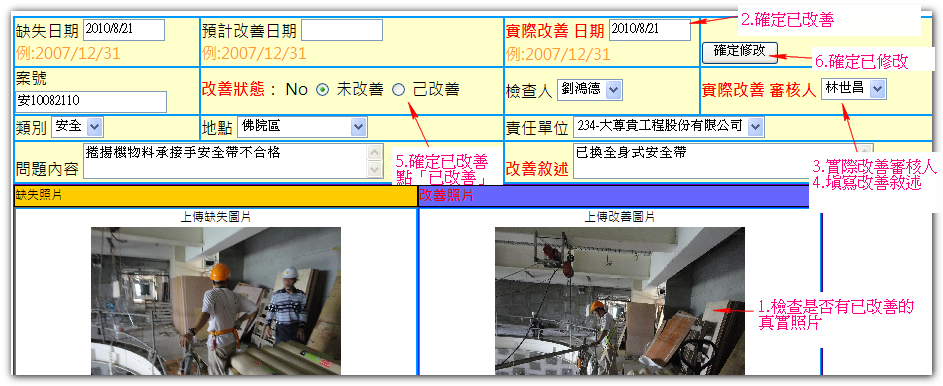 缺失日期 2010/8/21
例:2007/12/31
預計改善日期
例:2007/12/31
實際改善 日期 2010/8/21
例:2007/12/31
2.確定已改善
確定修改
6.確定已修改
案號
安10082110
改善狀態： No 未改善 已改善
檢查人 劉鴻德
實際改善 審核人 林世昌
類別 安全
地點 佛院區
責任單位 234-大尊貴工程股份有限公司
問題內容 捲揚機物料承接手安全帶不合格
5.確定已改善
點「已改善」
改善敘述 已換全身式安全帶
3.實際改善審核人
4.填寫改善敘述
缺失照片
改善照片
上傳缺失圖片
上傳改善圖片
1.檢查是否有已改善的
真實照片